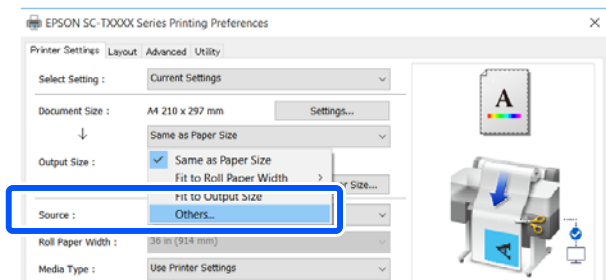 EPSON SC-TXXXX Series Printing Preferences
Printer Settings Layout Advanced Utility
Select Setting : Current Settings
Document Size : A4 210 x 297 mm Settings...
Same as Paper Size
Output Size : Same as Paper Size
Fit to Roll Paper Width
r Size...
Fit to Output Size
Source : Others...
Roll Paper Width : 36 in (914 mm)
Media Type : Use Printer Settings
A
A